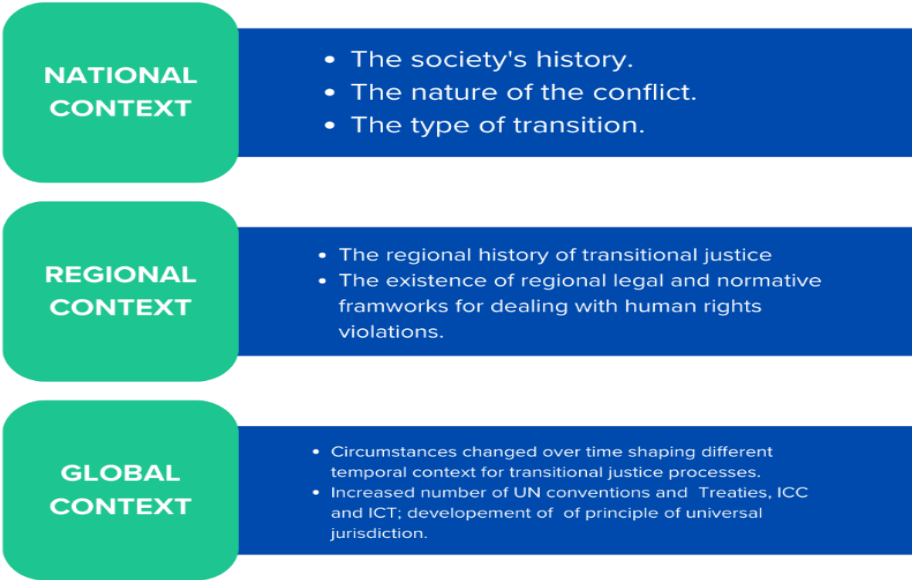 NATIONAL
CONTEXT
• The society's history.
• The nature of the conflict.
• The type of transition.
REGIONAL
CONTEXT
• The regional history of transitional justice
• The existence of regional legal and normative
framworks for dealing with human rights
violations.
GLOBAL
CONTEXT
• Circumstances changed over time shaping different
temporal context for transitional justice processes.
• Increased number of UN conventions and Treaties, ICC
and ICT; developement of of principle of universal
jurisdiction.